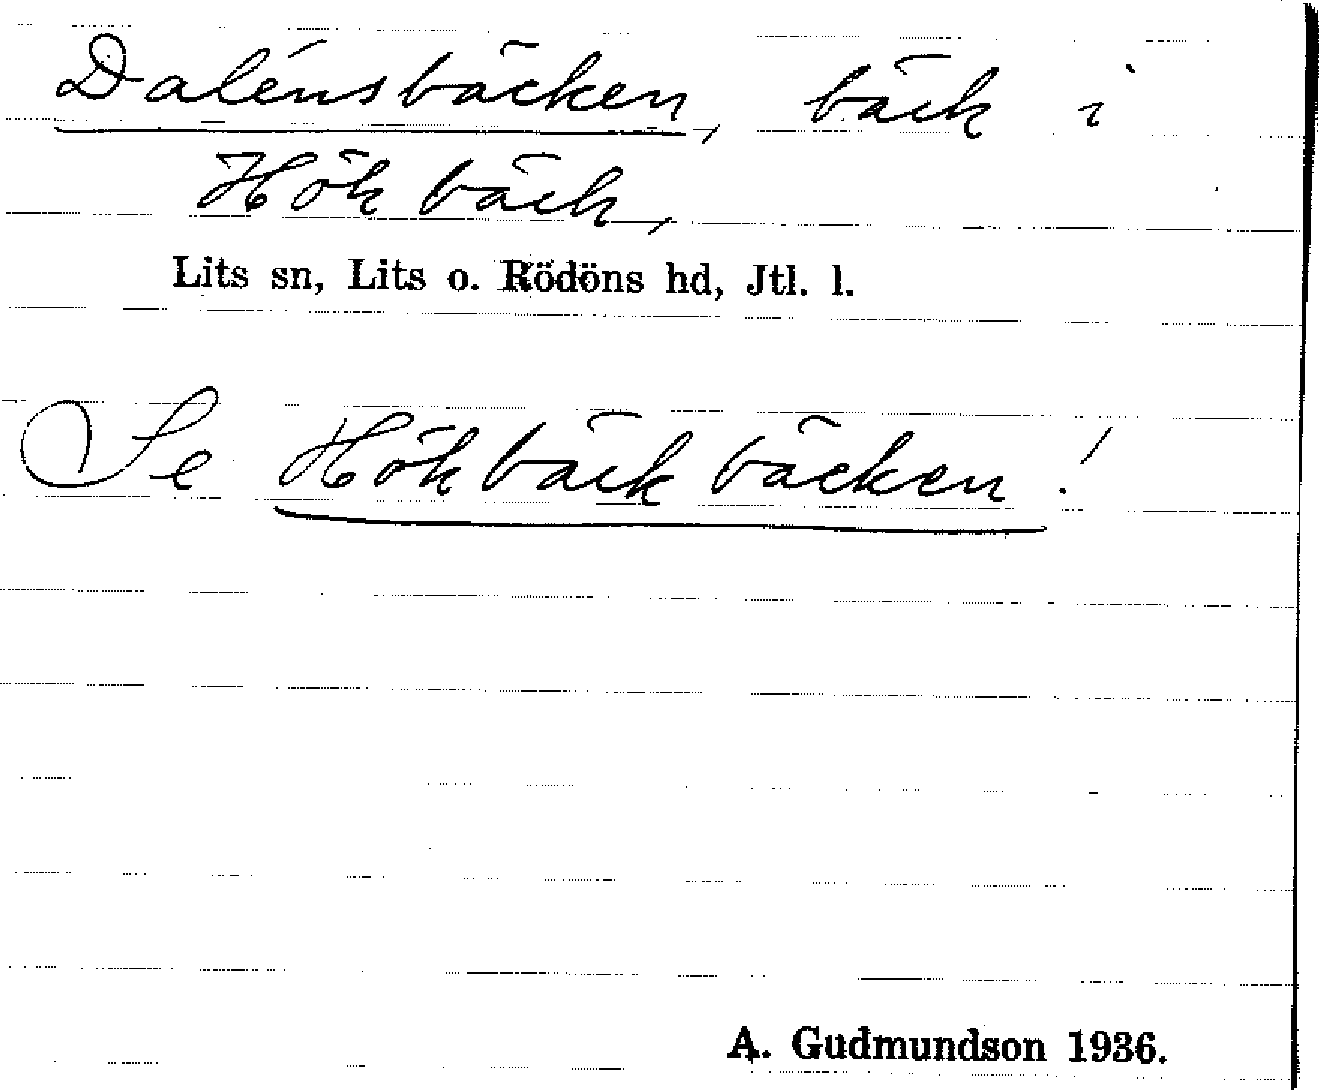 Dalénsbäcken, bäck i
Hökbäck,
Lits sn, Lits o. Rödöns hd, Jtl. l.
Se Hökbäckbäcken!
A. Gudmundson 1936.